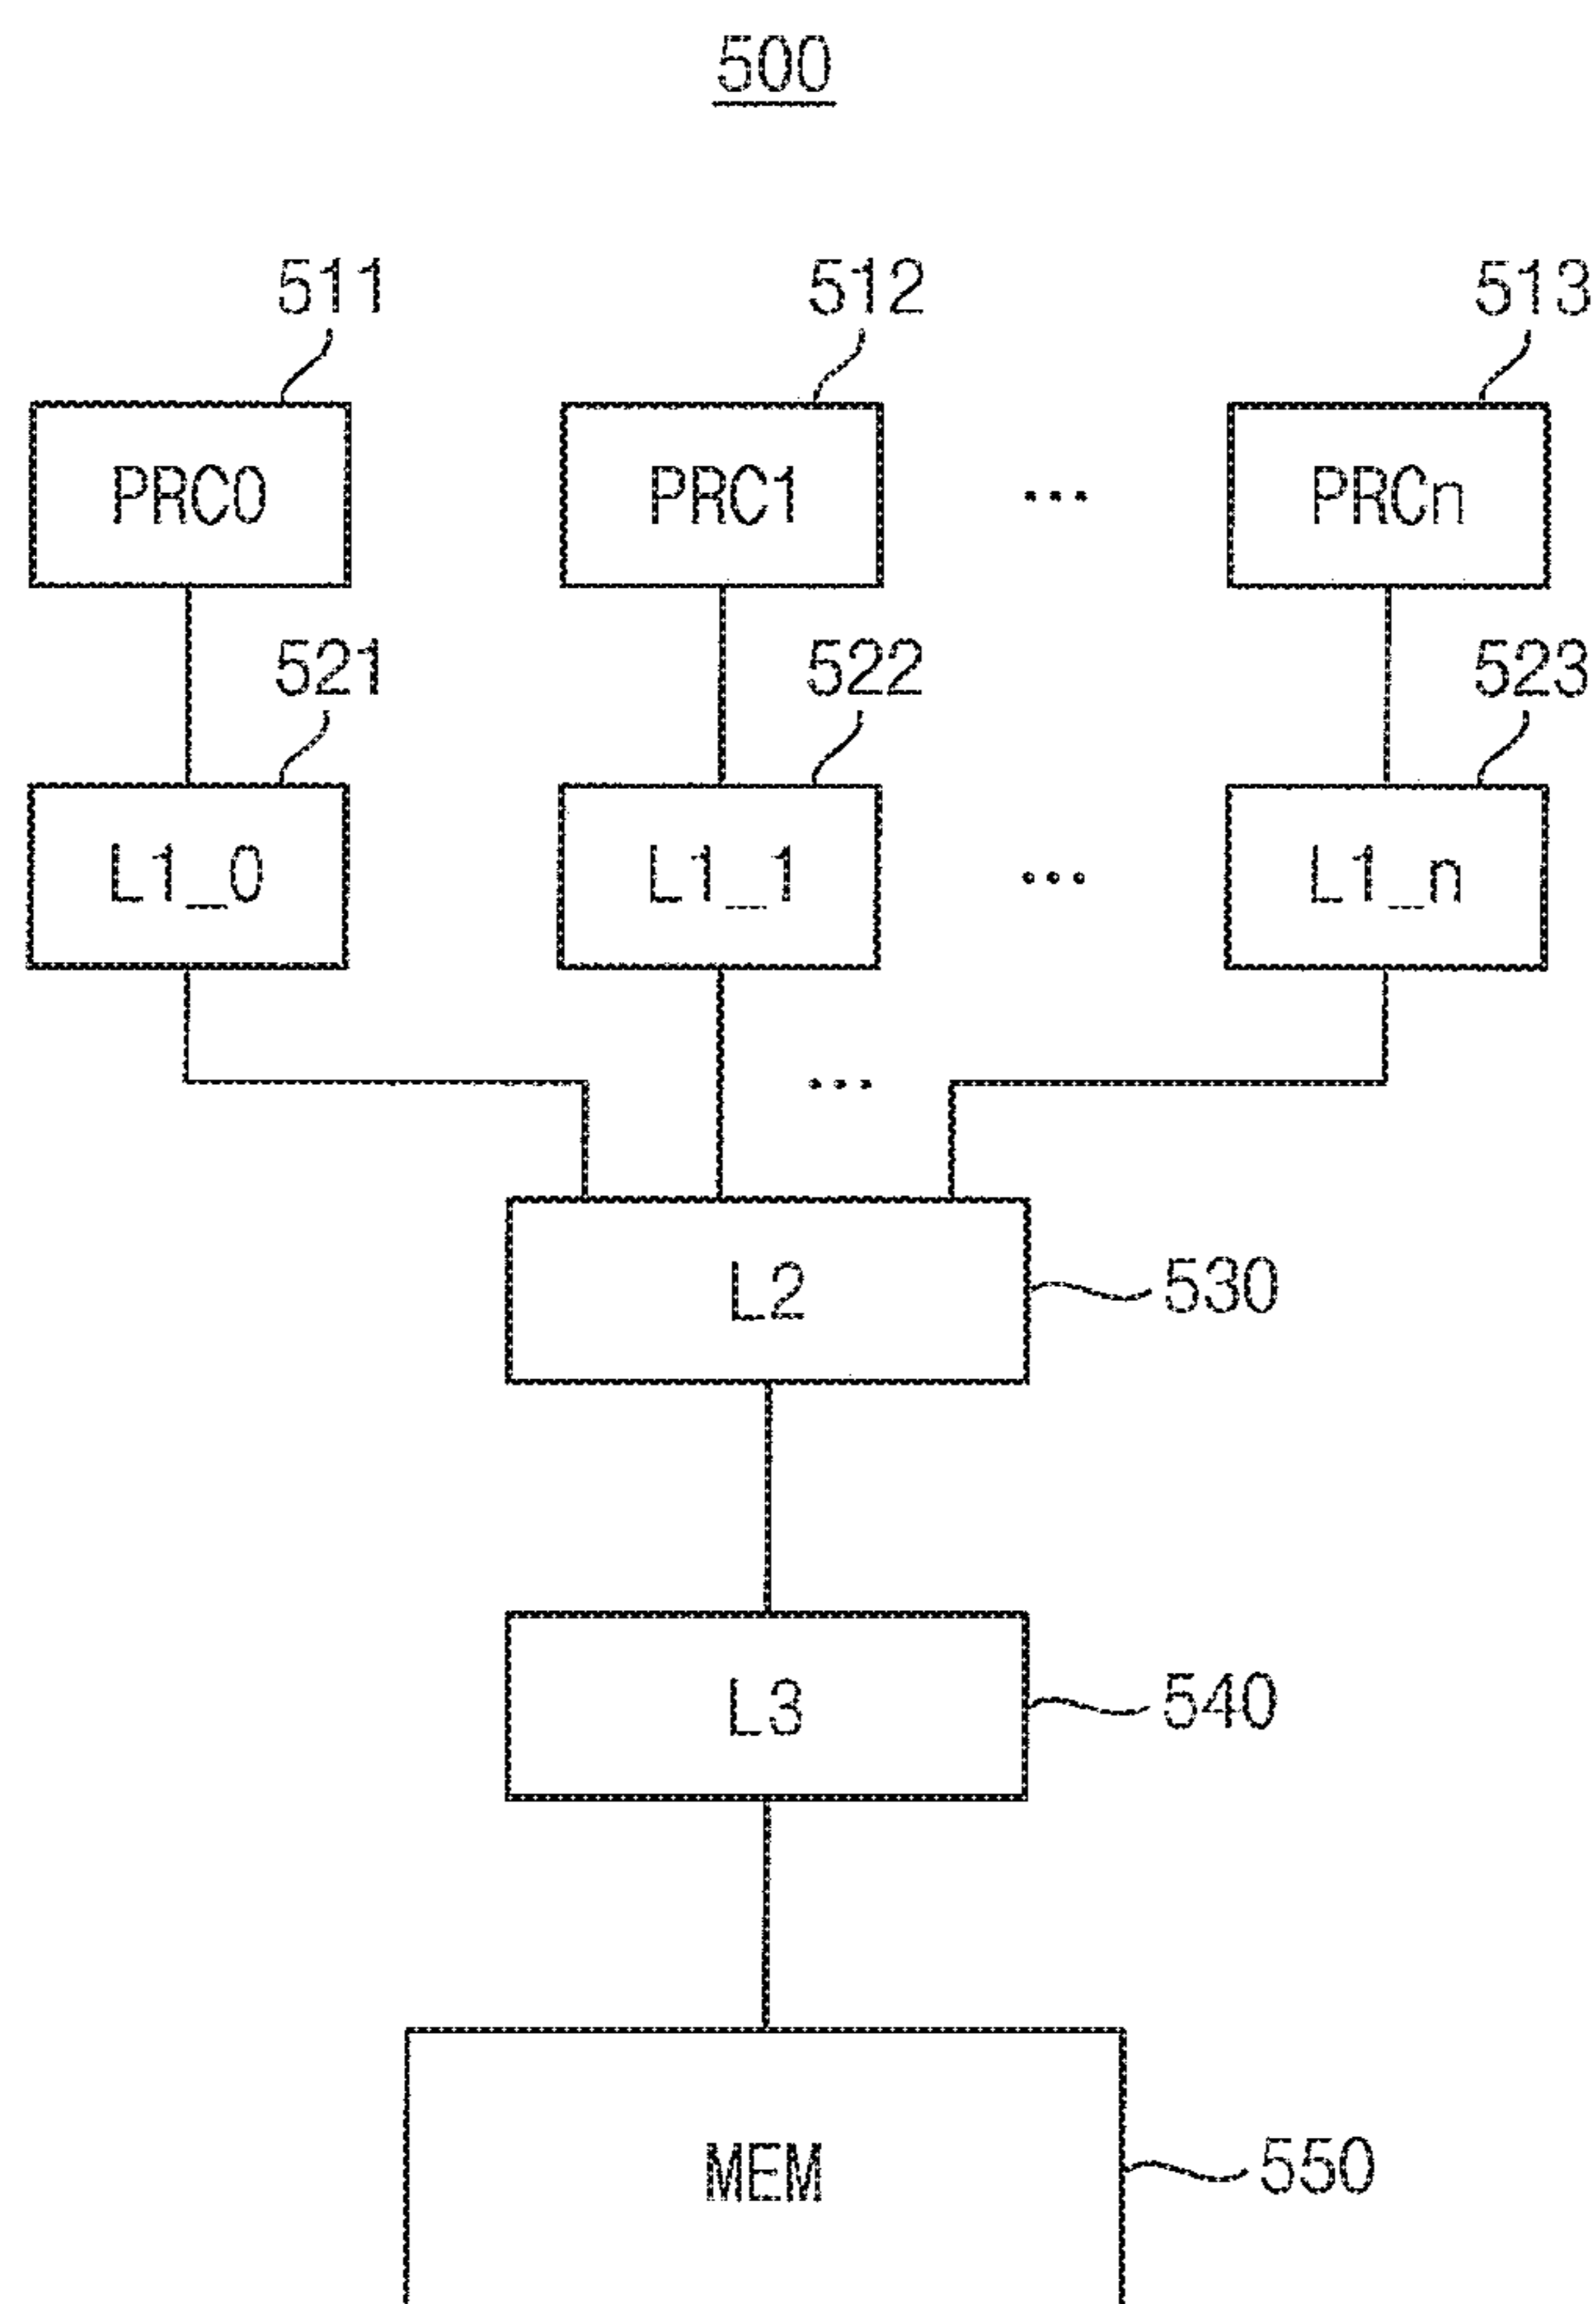 500
511 512 513
PRC0 PRC1 ... PRCn
521 522 523
L1_0 L1_1 ... L1_n
...
L2 530
L3 540
MEM 550